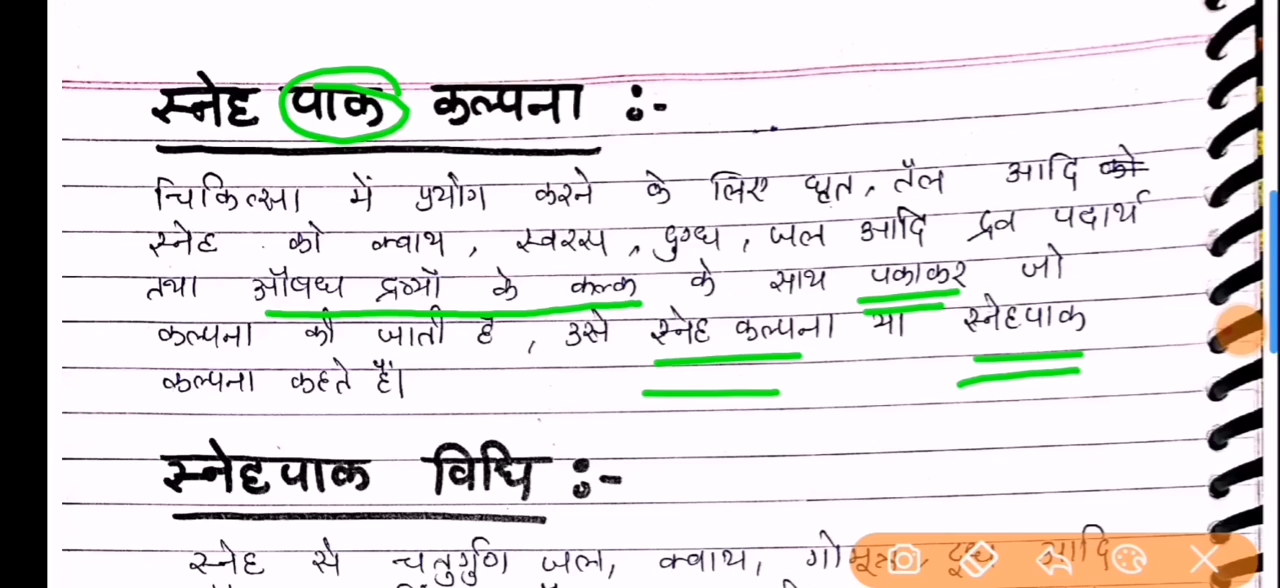 स्नेह पाक कल्पना :-
चिकित्सा में प्रयोग करने के लिए घृत, तैल आदि को
स्नेह को क्वाथ, स्वरस, दुग्ध, जल आदि द्रव पदार्थ
तथा औषध द्रव्यों के कल्क के साथ पकाकर जो
कल्पना की जाती है, उसे स्नेह कल्पना या स्नेहपाक
कल्पना कहते हैं।
स्नेहपाक विधि :-
स्नेह से चतुर्गुण जल, क्वाथ, गोमूत्र, दूध आदि